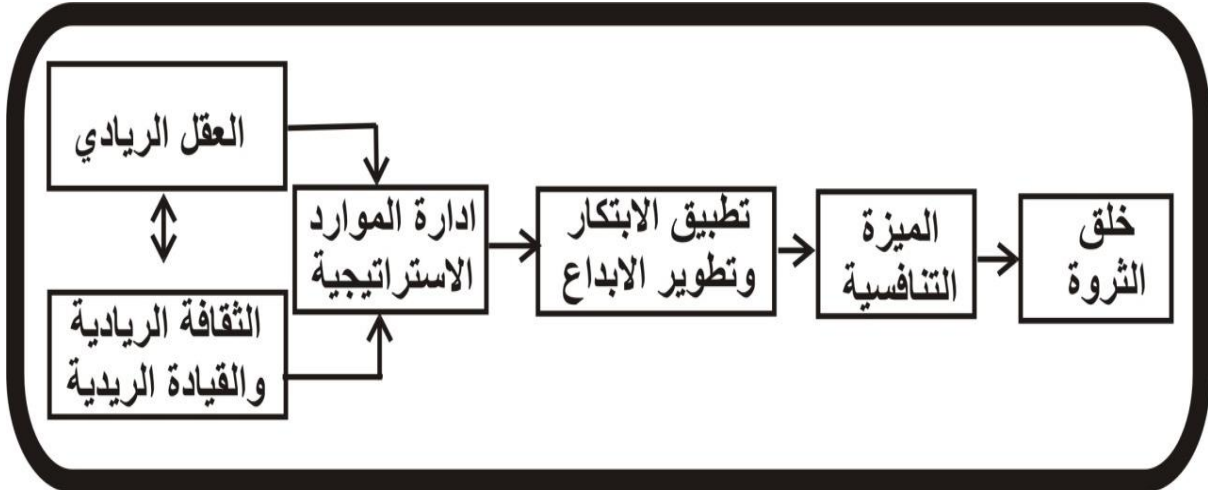 العقل الريادي
الثقافة الريادية
والقيادة الريدية
ادارة الموارد
الاستراتيجية
تطبيق الابتكار
وتطوير الابداع
الميزة
التنافسية
خلق
الثروة